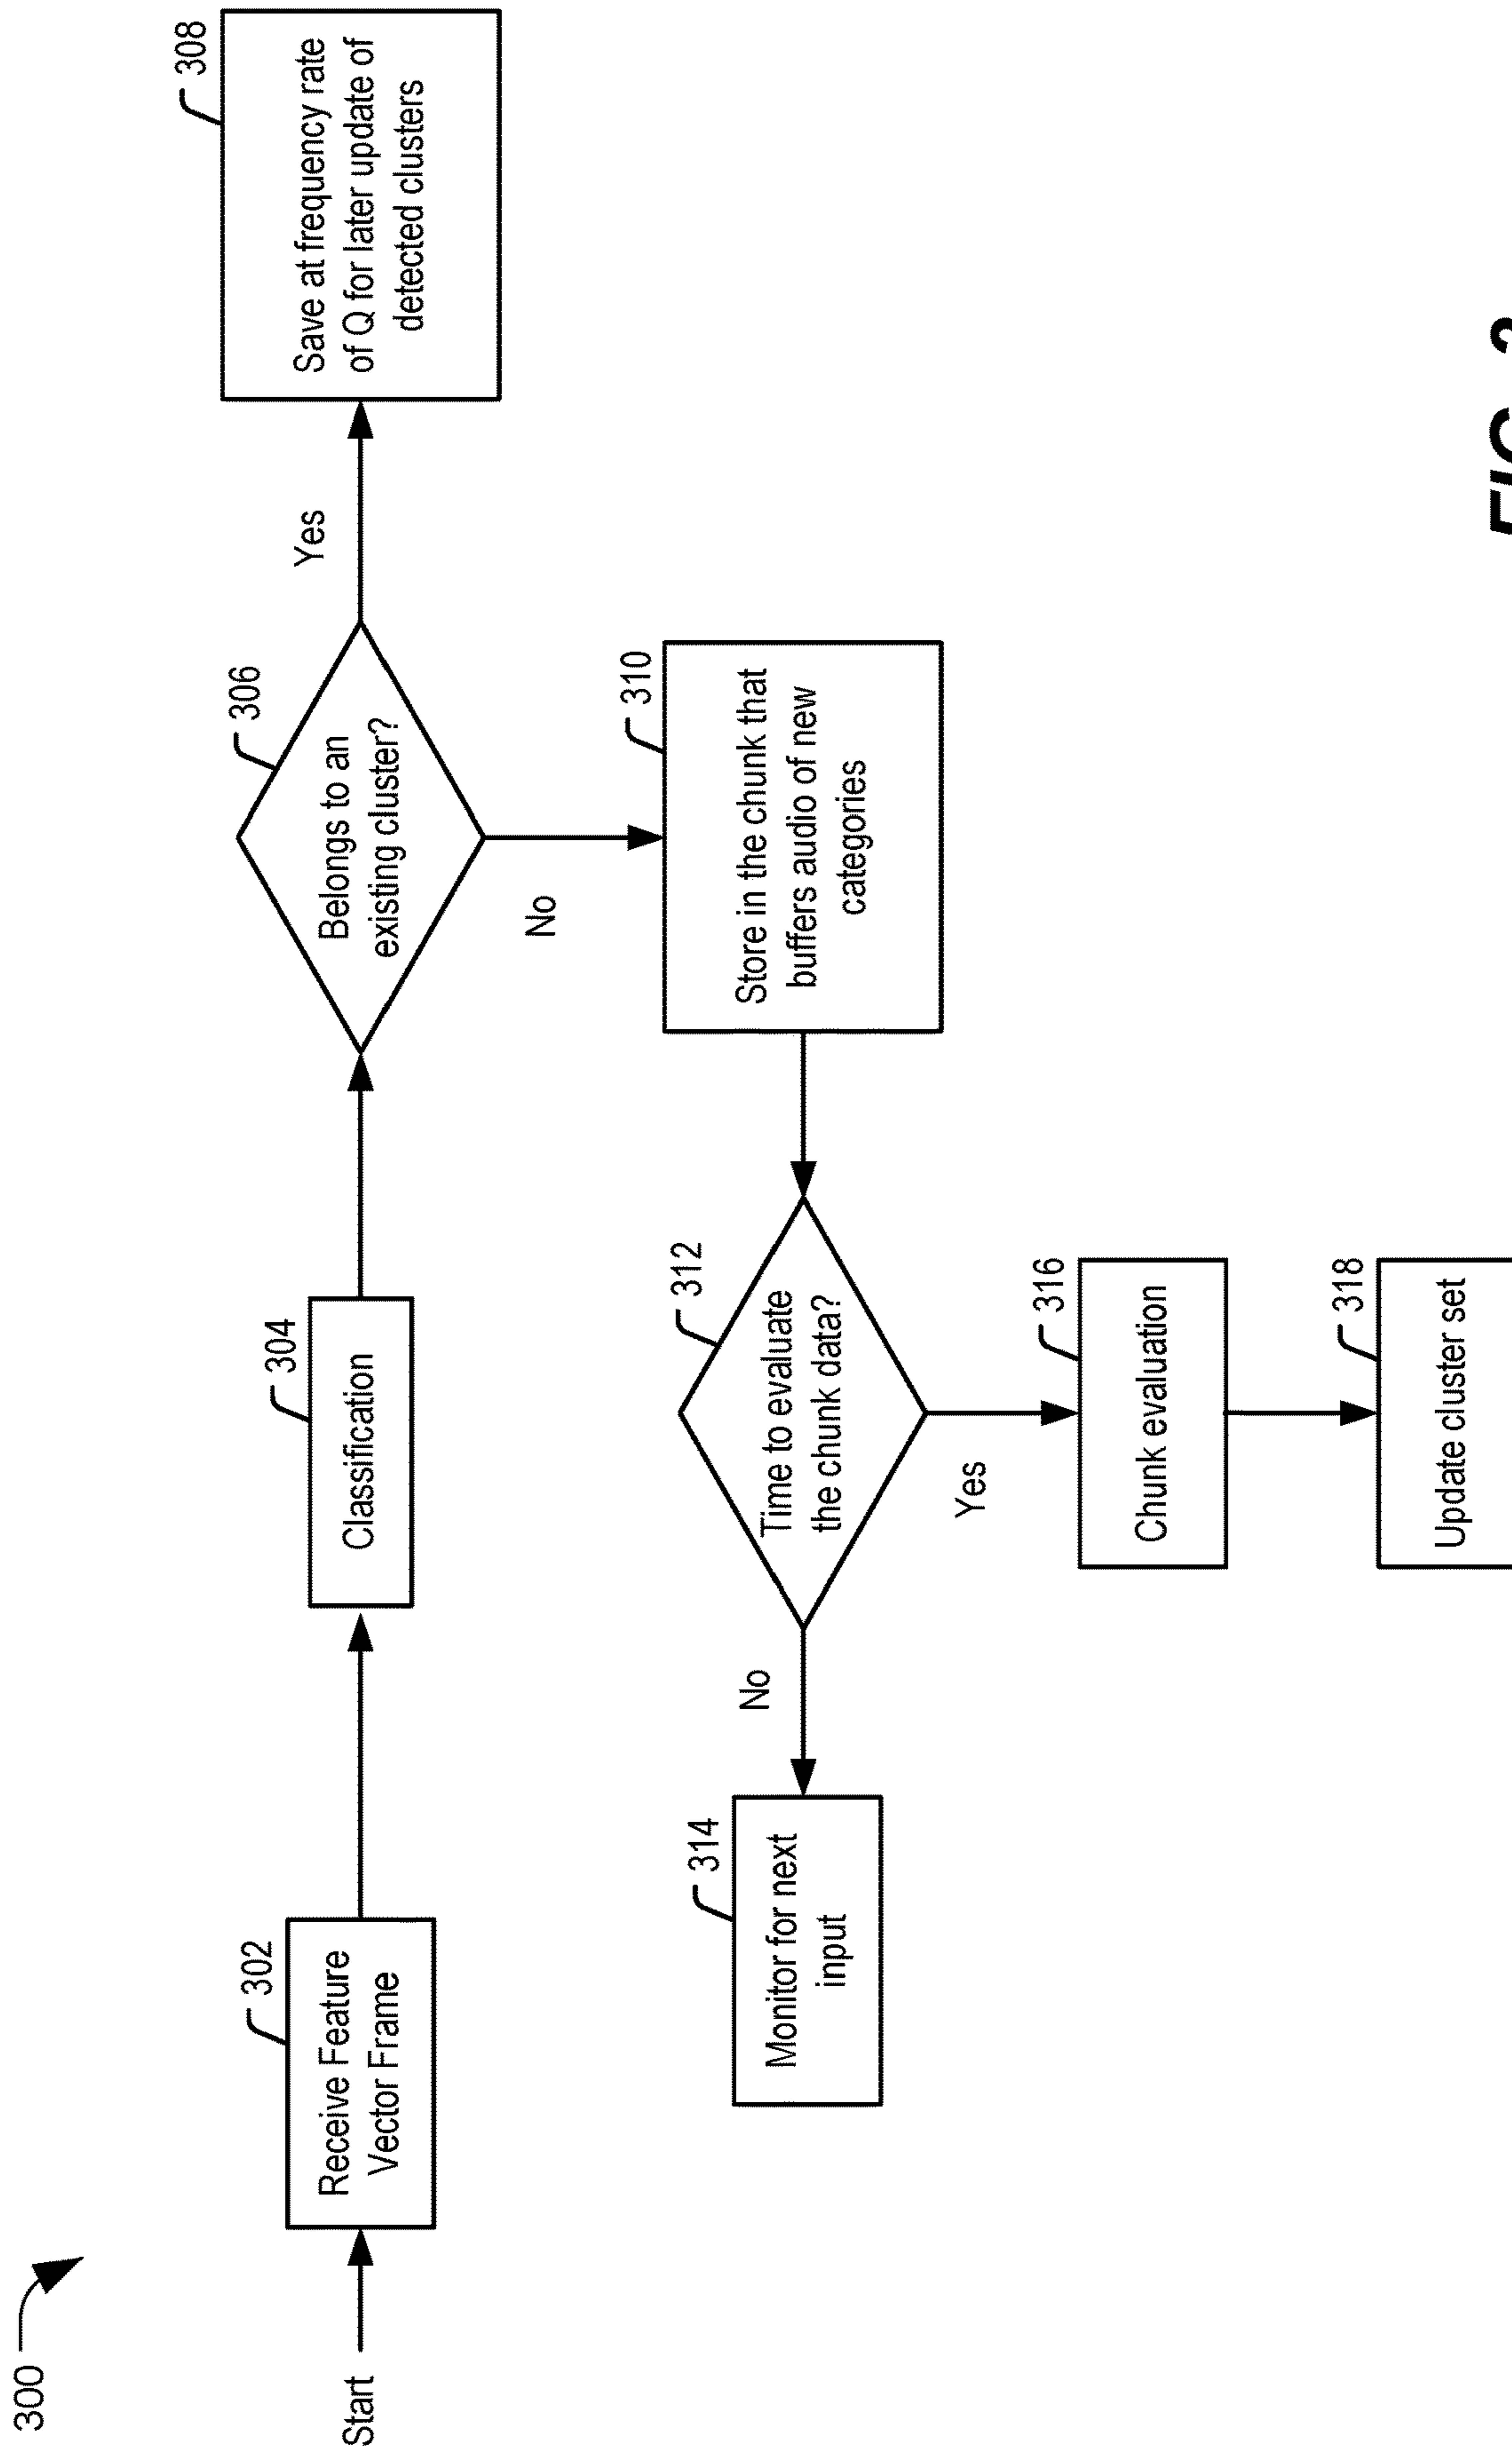 300
Start
302
Receive Feature
Vector Frame
304
Classification
306
Belongs to an
existing cluster?
Yes
308
Save at frequency rate
of Q for later update of
detected clusters
No
310
Store in the chunk that
buffers audio of new
categories
312
Time to evaluate
the chunk data?
No
314
Monitor for next
input
Yes
316
Chunk evaluation
318
Update cluster set
FIG.